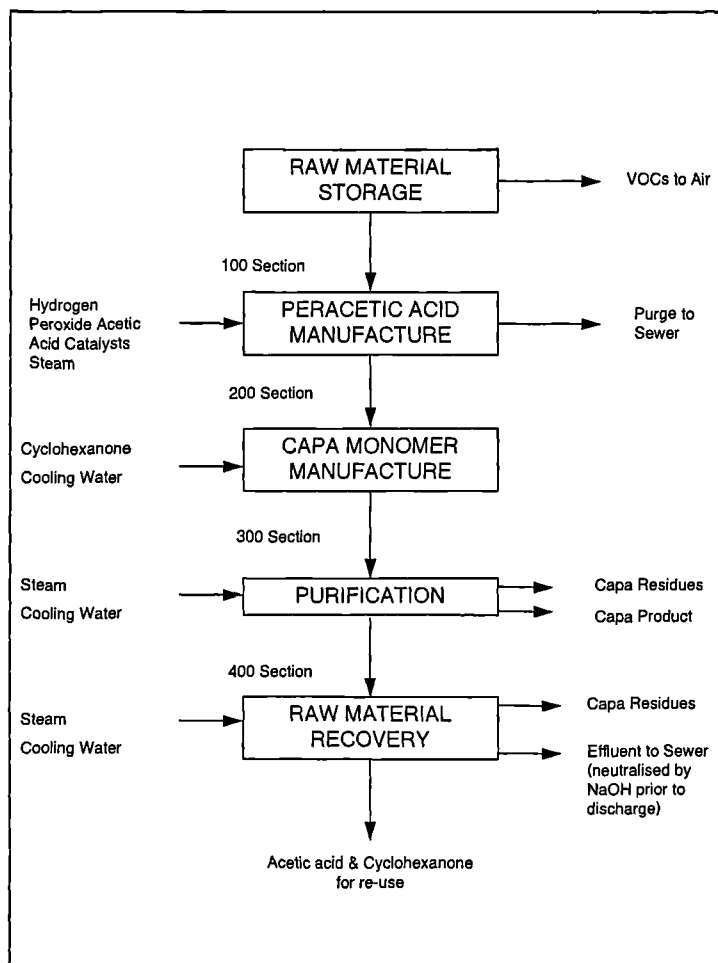 RAW MATERIAL
STORAGE
VOCs to Air
100 Section
Hydrogen
Peroxide Acetic
Acid Catalysts
Steam
PERACETIC ACID
MANUFACTURE
Purge to
Sewer
200 Section
Cyclohexanone
Cooling Water
CAPA MONOMER
MANUFACTURE
300 Section
Steam
Cooling Water
PURIFICATION
Capa Residues
Capa Product
400 Section
Steam
Cooling Water
RAW MATERIAL
RECOVERY
Capa Residues
Effluent to Sewer
(neutralised by
NaOH prior to
discharge)
Acetic acid & Cyclohexanone
for re-use